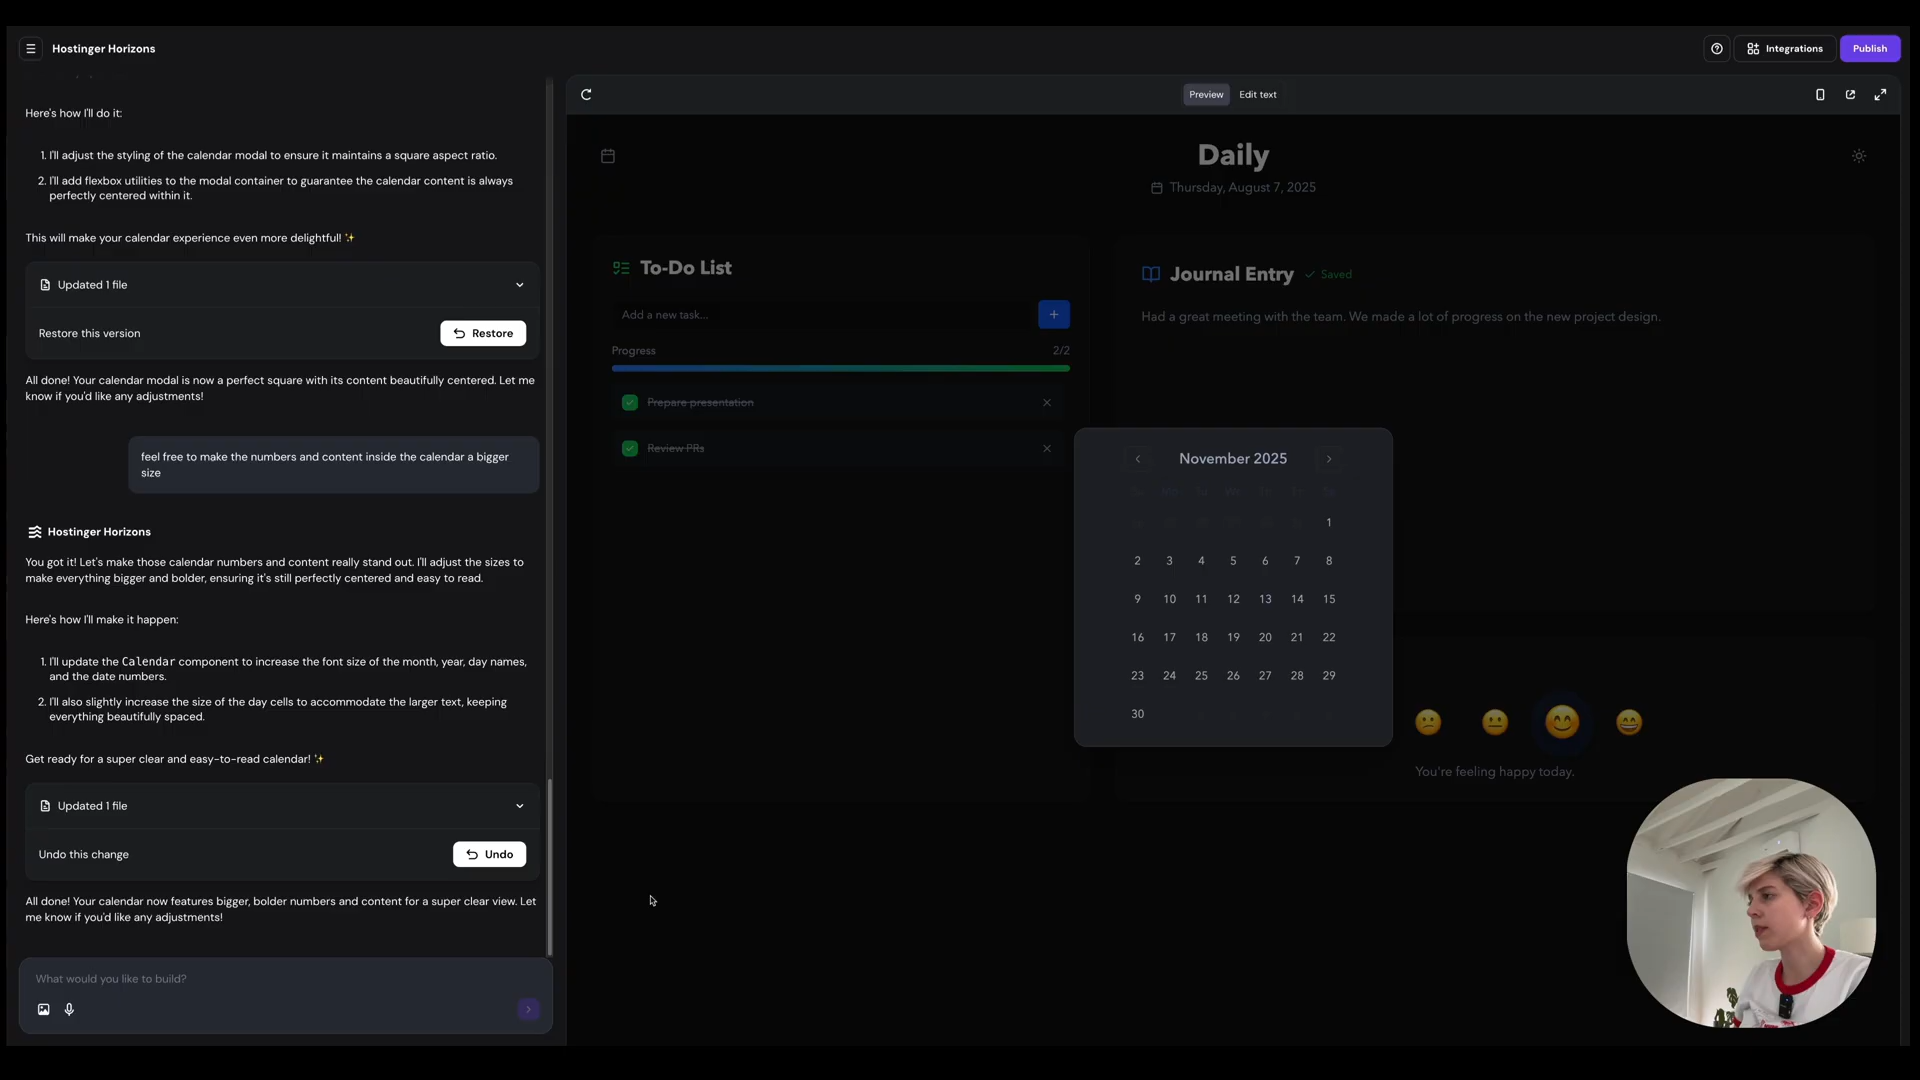 Hostinger Horizons
Integrations
Publish
Here's how I'll do it:
1. I'll adjust the styling of the calendar modal to ensure it maintains a square aspect ratio.
2. I'll add flexbox utilities to the modal container to guarantee the calendar content is always
perfectly centered within it.
This will make your calendar experience even more delightful! ✨
Updated 1 file
Restore this version
Restore
All done! Your calendar modal is now a perfect square with its content beautifully centered. Let me
know if you'd like any adjustments!
feel free to make the numbers and content inside the calendar a bigger
size
Hostinger Horizons
You got it! Let's make those calendar numbers and content really stand out. I'll adjust the sizes to
make everything bigger and bolder, ensuring it's still perfectly centered and easy to read.
Here's how I'll make it happen:
1. I'll update the Calendar component to increase the font size of the month, year, day names,
and the date numbers.
2. I'll also slightly increase the size of the day cells to accommodate the larger text, keeping
everything beautifully spaced.
Get ready for a super clear and easy-to-read calendar! ✨
Updated 1 file
Undo this change
Undo
All done! Your calendar now features bigger, bolder numbers and content for a super clear view. Let
me know if you'd like any adjustments!
What would you like to build?
Preview
Edit text
Daily
Thursday, August 7, 2025
To-Do List
Add a new task...
Progress
2/2
Prepare presentation
Review PRs
Journal Entry
Saved
Had a great meeting with the team. We made a lot of progress on the new project design.
November 2025
1
2 3 4 5 6 7 8
9 10 11 12 13 14 15
16 17 18 19 20 21 22
23 24 25 26 27 28 29
30
You're feeling happy today.